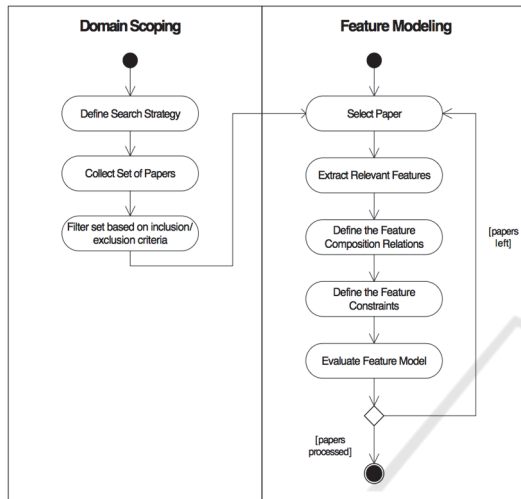 Domain Scoping
Define Search Strategy
Collect Set of Papers
Filter set based on inclusion/
exclusion criteria
Feature Modeling
Select Paper
Extract Relevant Features
Define the Feature
Composition Relations
Define the Feature
Constraints
Evaluate Feature Model
[papers
left]
[papers
processed]